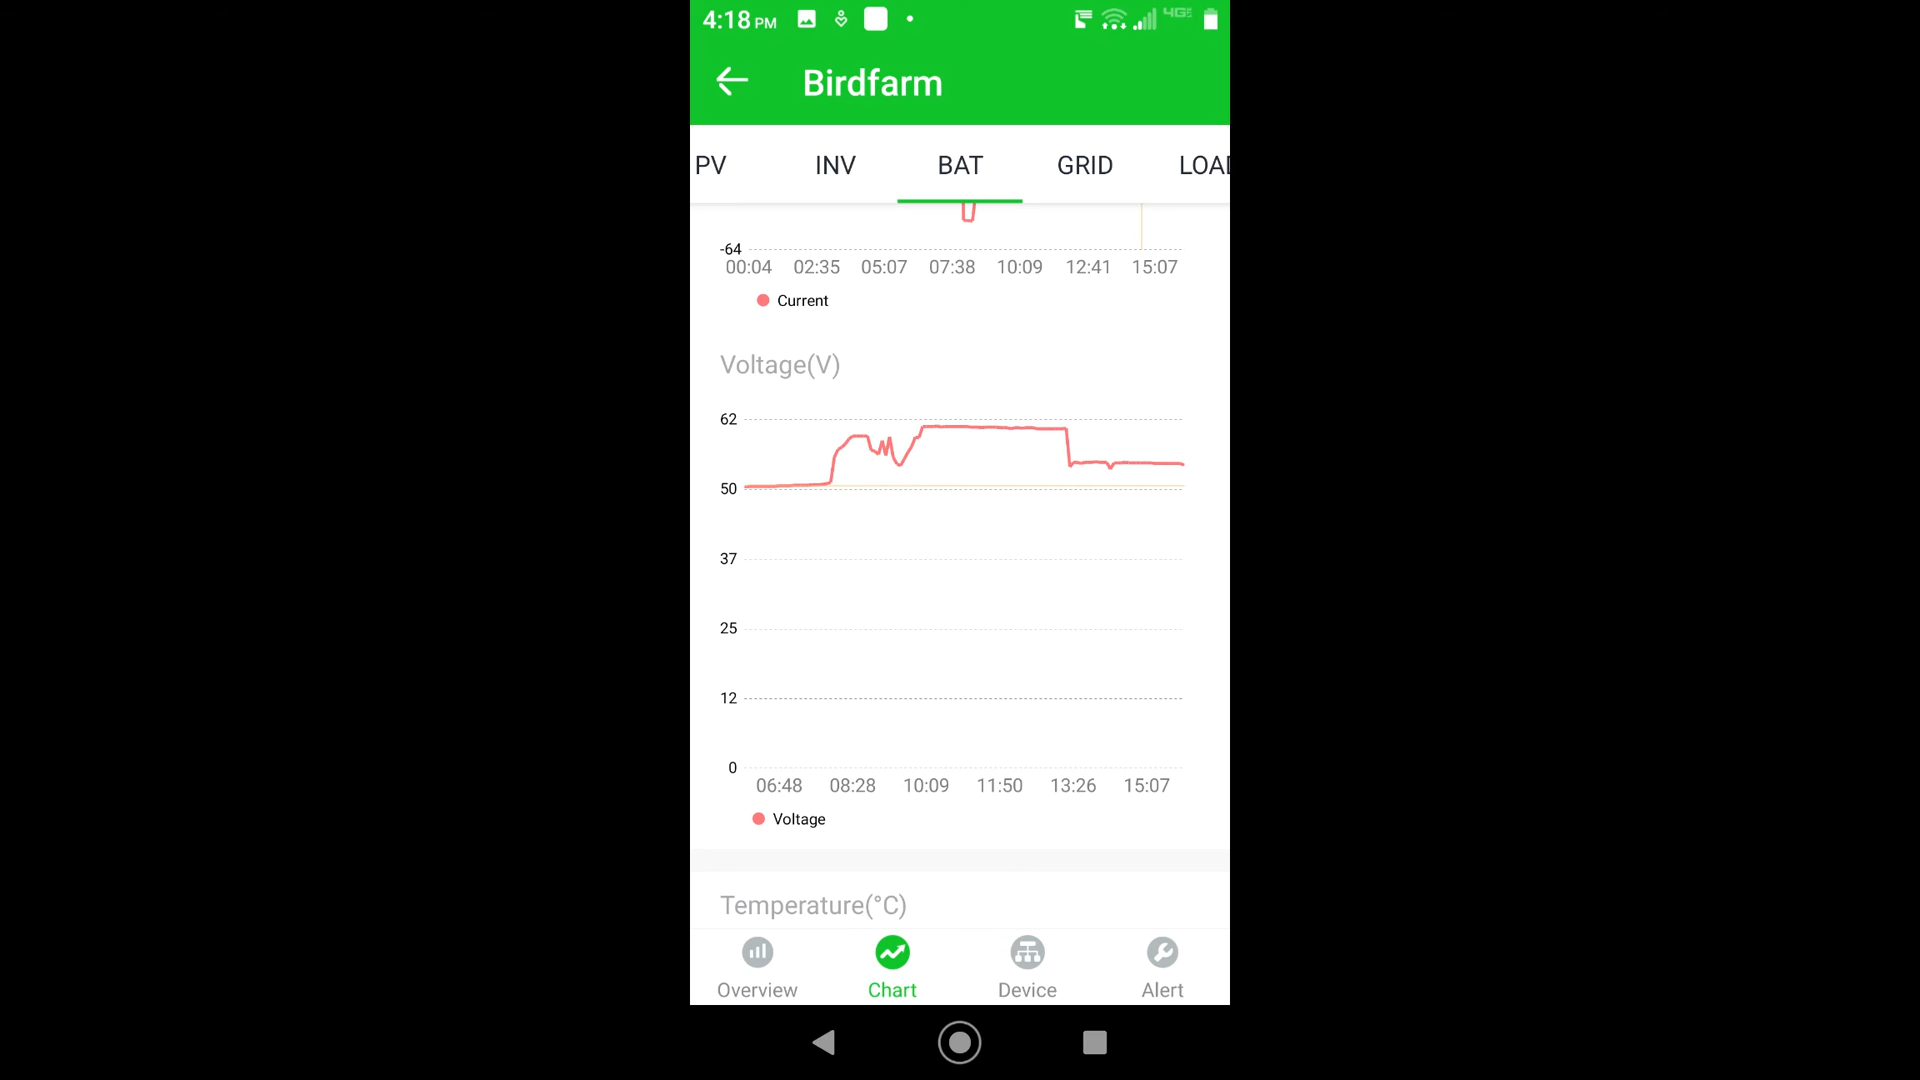 4:18 PM 4GE
Birdfarm
PV INV BAT GRID LOAD
-64
00:04 02:35 05:07 07:38 10:09 12:41 15:07
Current
Voltage(V)
62
50
37
25
12
0
06:48 08:28 10:09 11:50 13:26 15:07
Voltage
Temperature(°C)
Overview Chart Device Alert